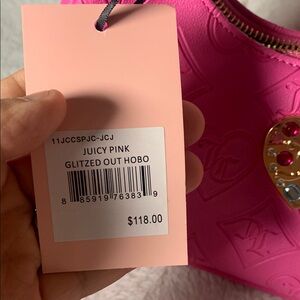 11JCCSPJC-JCJ
JUICY PINK
GLITZED OUT HOBO
8 85919 76383 9
$118.00